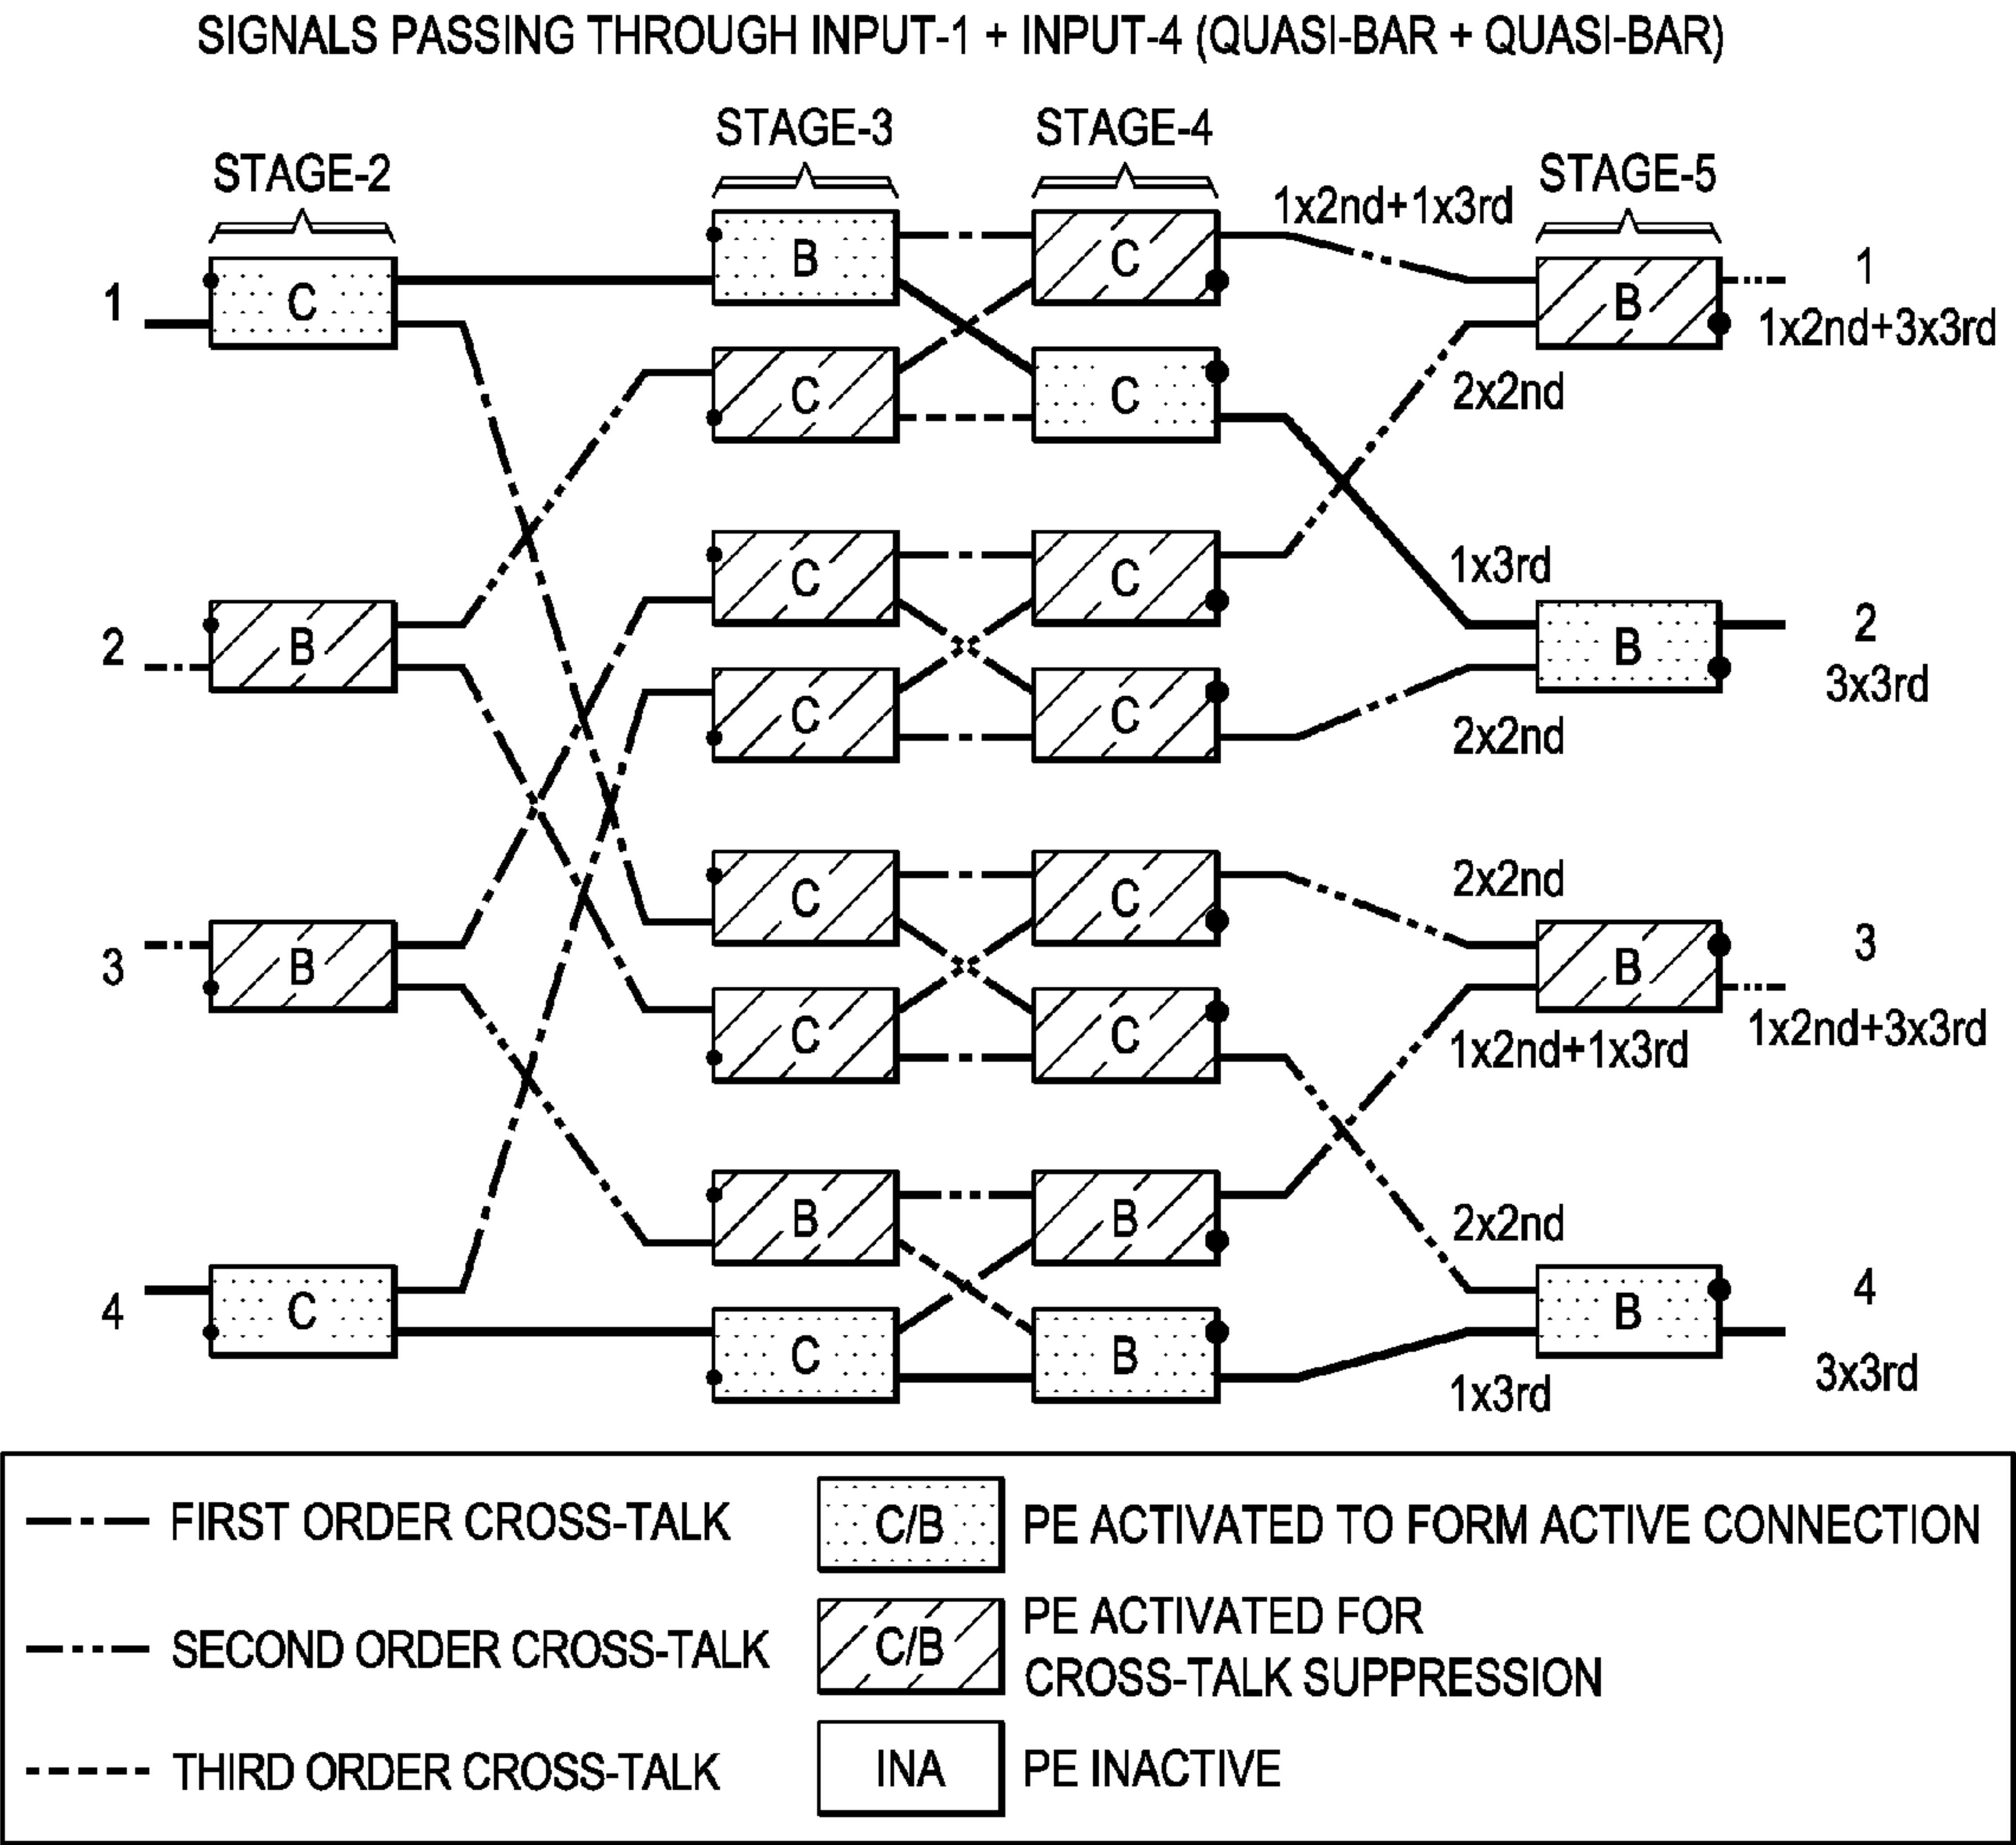 SIGNALS PASSING THROUGH INPUT-1 + INPUT-4 (QUASI-BAR + QUASI-BAR)
STAGE-2
STAGE-3
STAGE-4
STAGE-5
1
C
B
C
1x2nd+1x3rd
B
1
1x2nd+3x3rd
C
C
2x2nd
2
B
C
C
1x3rd
B
2
3x3rd
C
C
2x2nd
3
B
C
C
2x2nd
B
3
1x2nd+3x3rd
C
C
1x2nd+1x3rd
4
C
B
B
2x2nd
B
4
3x3rd
C
B
1x3rd
FIRST ORDER CROSS-TALK
C/B
PE ACTIVATED TO FORM ACTIVE CONNECTION
SECOND ORDER CROSS-TALK
C/B
PE ACTIVATED FOR
CROSS-TALK SUPPRESSION
THIRD ORDER CROSS-TALK
INA
PE INACTIVE